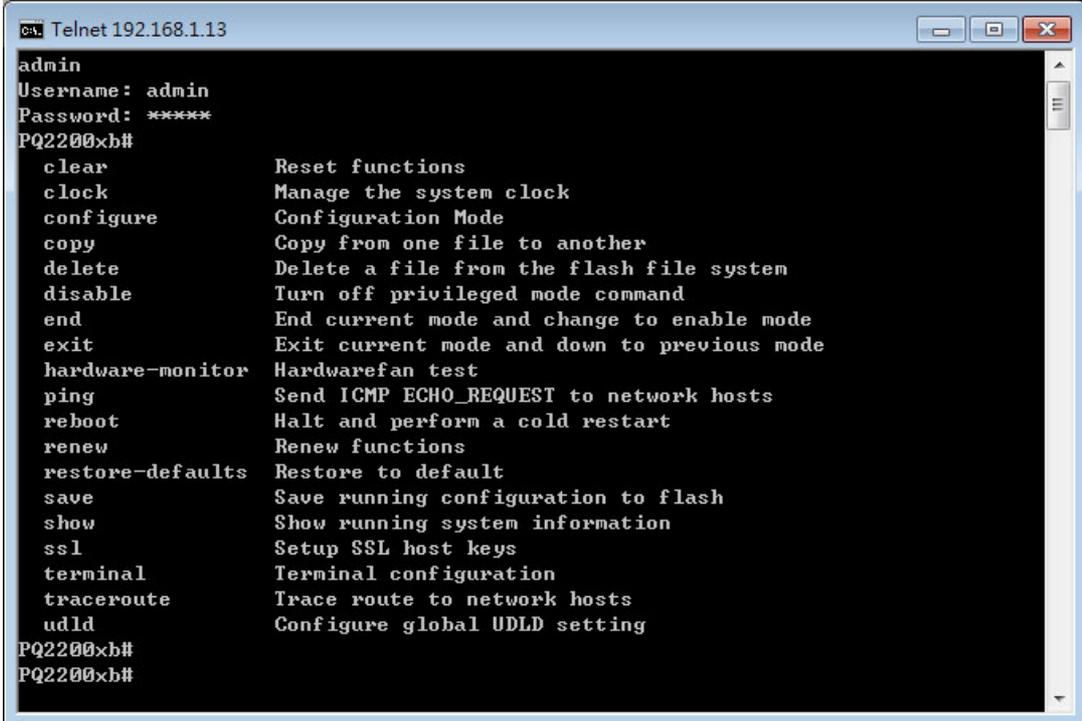 Telnet 192.168.1.13
admin
Username: admin
Password: *****
PQ2200xb#
clear Reset functions
clock Manage the system clock
configure Configuration Mode
copy Copy from one file to another
delete Delete a file from the flash file system
disable Turn off privileged mode command
end End current mode and change to enable mode
exit Exit current mode and down to previous mode
hardware-monitor Hardwarefan test
ping Send ICMP ECHO_REQUEST to network hosts
reboot Halt and perform a cold restart
renew Renew functions
restore-defaults Restore to default
save Save running configuration to flash
show Show running system information
ssl Setup SSL host keys
terminal Terminal configuration
traceroute Trace route to network hosts
udld Configure global UDLD setting
PQ2200xb#
PQ2200xb#